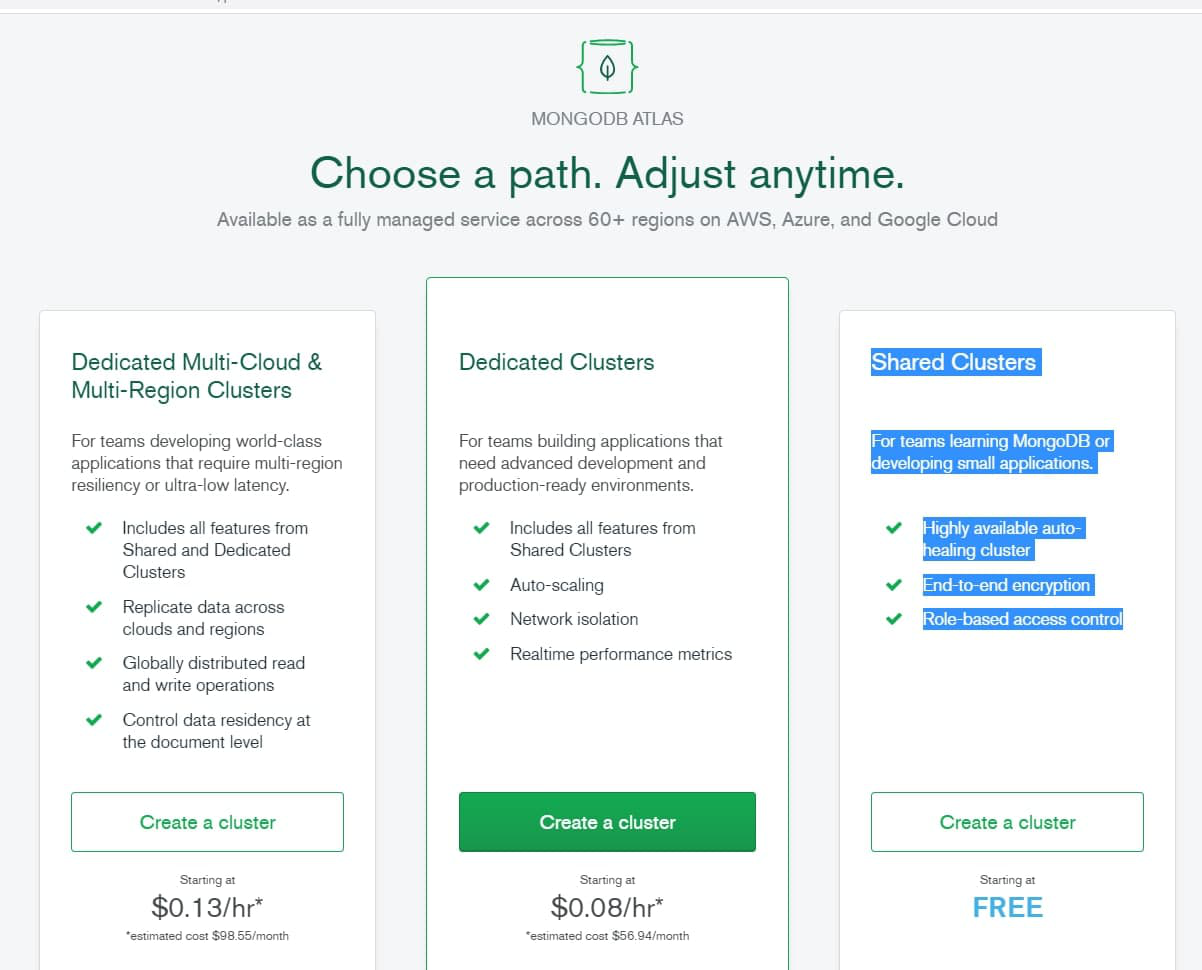 MONGODB ATLAS
Choose a path. Adjust anytime.
Available as a fully managed service across 60+ regions on AWS, Azure, and Google Cloud
Dedicated Multi-Cloud &
Multi-Region Clusters
For teams developing world-class
applications that require multi-region
resiliency or ultra-low latency.
Includes all features from
Shared and Dedicated
Clusters
Replicate data across
clouds and regions
Globally distributed read
and write operations
Control data residency at
the document level
Create a cluster
Starting at
$0.13/hr*
*estimated cost $98.55/month
Dedicated Clusters
For teams building applications that
need advanced development and
production-ready environments.
Includes all features from
Shared Clusters
Auto-scaling
Network isolation
Realtime performance metrics
Create a cluster
Starting at
$0.08/hr*
*estimated cost $56.94/month
Shared Clusters
For teams learning MongoDB or
developing small applications.
Highly available auto-
healing cluster
End-to-end encryption
Role-based access control
Create a cluster
Starting at
FREE